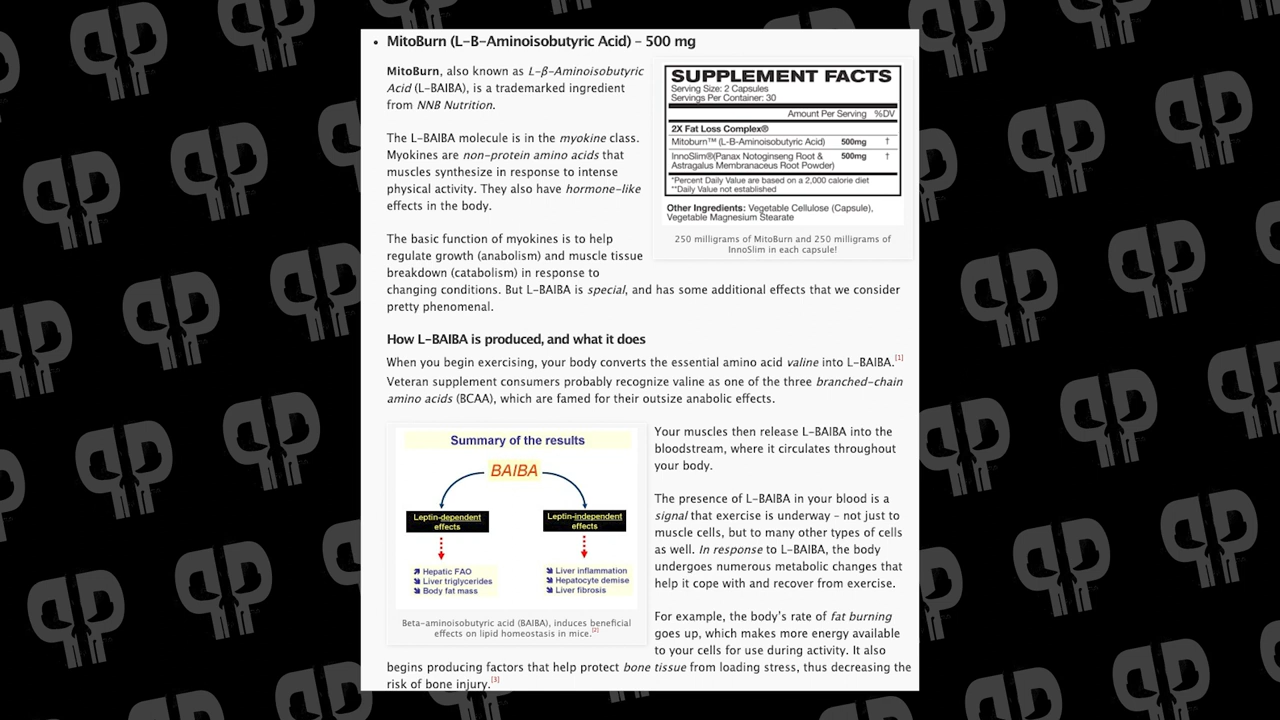 • MitoBurn (L-B-Aminoisobutyric Acid) – 500 mg
MitoBurn, also known as L-β-Aminoisobutyric
Acid (L-BAIBA), is a trademarked ingredient
from NNB Nutrition.
The L-BAIBA molecule is in the myokine class.
Myokines are non-protein amino acids that
muscles synthesize in response to intense
physical activity. They also have hormone-like
effects in the body.
The basic function of myokines is to help
regulate growth (anabolism) and muscle tissue
breakdown (catabolism) in response to
changing conditions. But L-BAIBA is special, and has some additional effects that we consider
pretty phenomenal.
SUPPLEMENT FACTS
Serving Size: 2 Capsules
Servings Per Container: 30
Amount Per Serving %DV
2X Fat Loss Complex®
Mitoburn™ (L-B-Aminoisobutyric Acid) 500mg †
InnoSlim®(Panax Notoginseng Root & 500mg †
Astragalus Membranaceus Root Powder)
*Percent Daily Value are based on a 2,000 calorie diet
**Daily Value not established
Other Ingredients: Vegetable Cellulose (Capsule),
Vegetable Magnesium Stearate
250 milligrams of MitoBurn and 250 milligrams of
InnoSlim in each capsule!
How L-BAIBA is produced, and what it does
When you begin exercising, your body converts the essential amino acid valine into L-BAIBA.[1]
Veteran supplement consumers probably recognize valine as one of the three branched-chain
amino acids (BCAA), which are famed for their outsize anabolic effects.
Summary of the results
BAIBA
Leptin-dependent
effects
Leptin-independent
effects
↗ Hepatic FAO
↘ Liver triglycerides
↘ Body fat mass
↘ Liver inflammation
↘ Hepatocyte demise
↘ Liver fibrosis
Beta-aminoisobutyric acid (BAIBA), induces beneficial
effects on lipid homeostasis in mice.[2]
Your muscles then release L-BAIBA into the
bloodstream, where it circulates throughout
your body.
The presence of L-BAIBA in your blood is a
signal that exercise is underway – not just to
muscle cells, but to many other types of cells
as well. In response to L-BAIBA, the body
undergoes numerous metabolic changes that
help it cope with and recover from exercise.
For example, the body's rate of fat burning
goes up, which makes more energy available
to your cells for use during activity. It also
begins producing factors that help protect bone tissue from loading stress, thus decreasing the
risk of bone injury.[3]